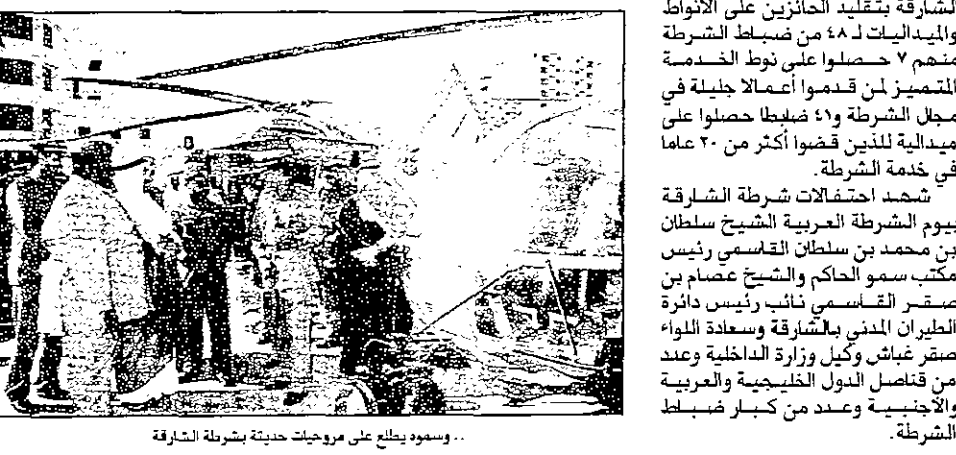 الشارقة بتقليد الحائزين على الانواط
والميداليات لـ ٤٨ من ضباط الشرطة
منهم ٧ حصلوا على نوط الخدمة
المتميز لمن قدموا أعمالا جليلة في
مجال الشرطة و٤١ ضابطا حصلوا على
ميدالية للذين قضوا أكثر من ٢٠ عاما
في خدمة الشرطة.
شهد احتفالات شرطة الشارقة
بيوم الشرطة العربية الشيخ سلطان
بن محمد بن سلطان القاسمي رئيس
مكتب سمو الحاكم والشيخ عصام بن
صقر القاسمي نائب رئيس دائرة
الطيران المدني بالشارقة وسعادة اللواء
صقر غباش وكيل وزارة الداخلية وعدد
من قناصل الدول الخليجية والعربية
والاجنبية وعدد من كبار ضباط
الشرطة.
.. وسموه يطلع على مروحيات حديثة بشرطة الشارقة